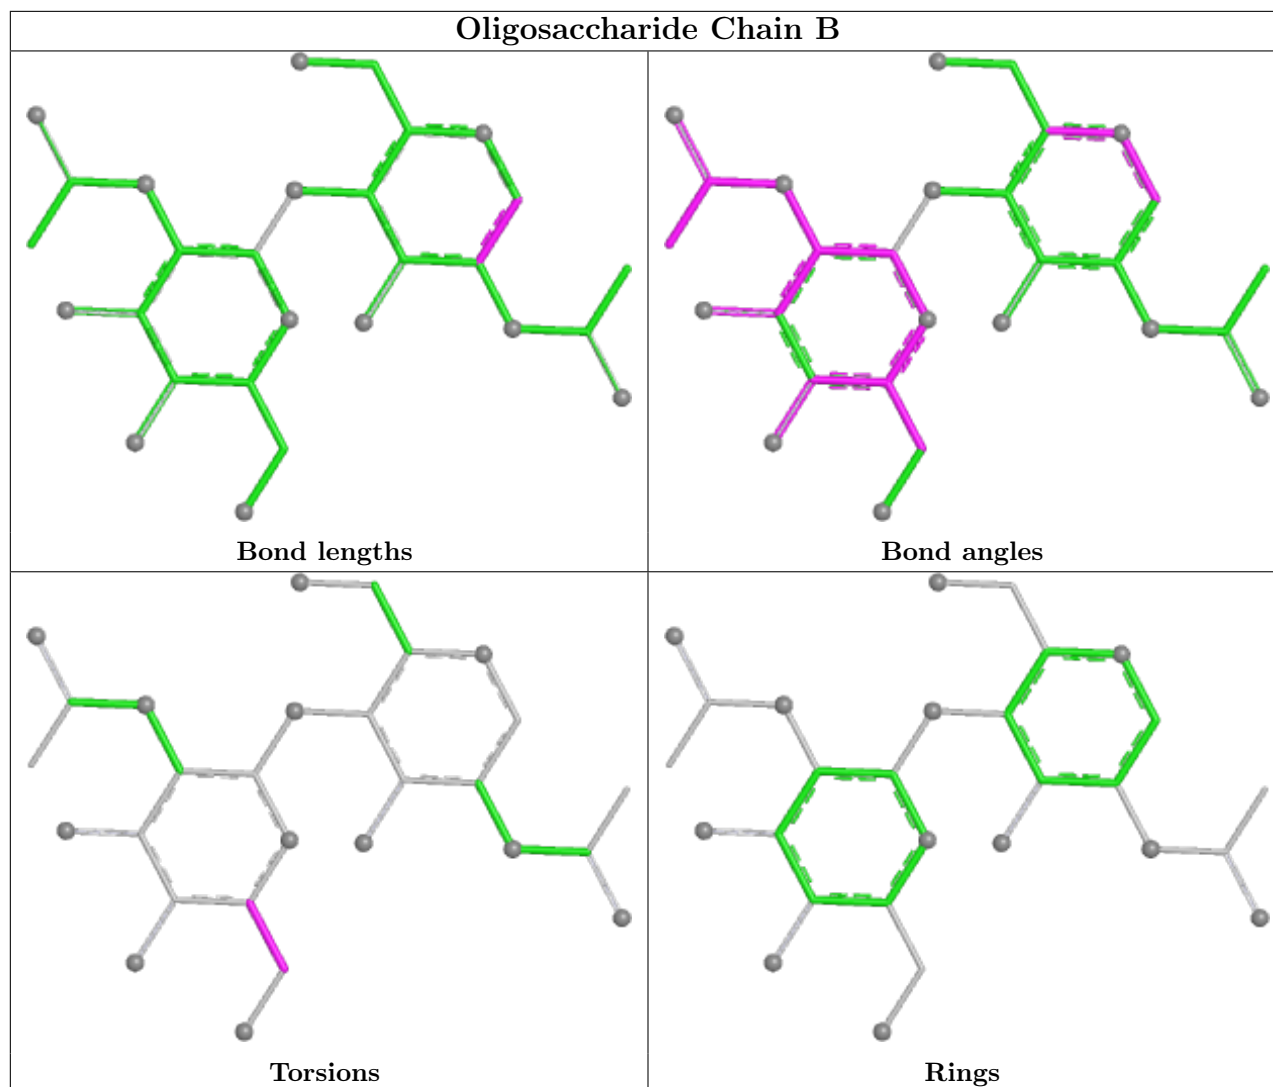 Oligosaccharide Chain B
Bond lengths
Bond angles
Torsions
Rings